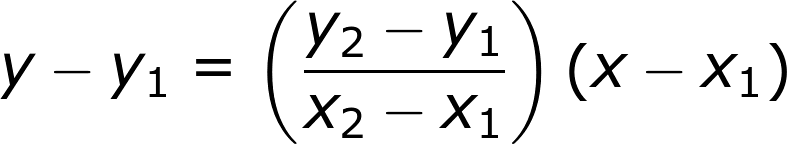 y − y₁ = ( (y₂ − y₁) / (x₂ − x₁) ) (x − x₁)